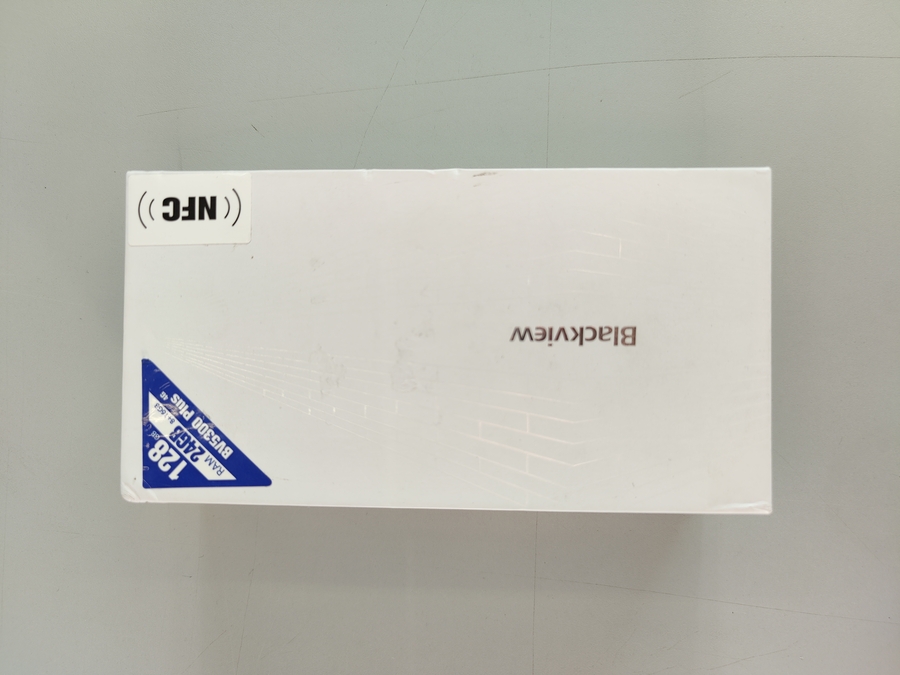 Blackview
NFC
BV5300 Plus
RAM 24GB
128